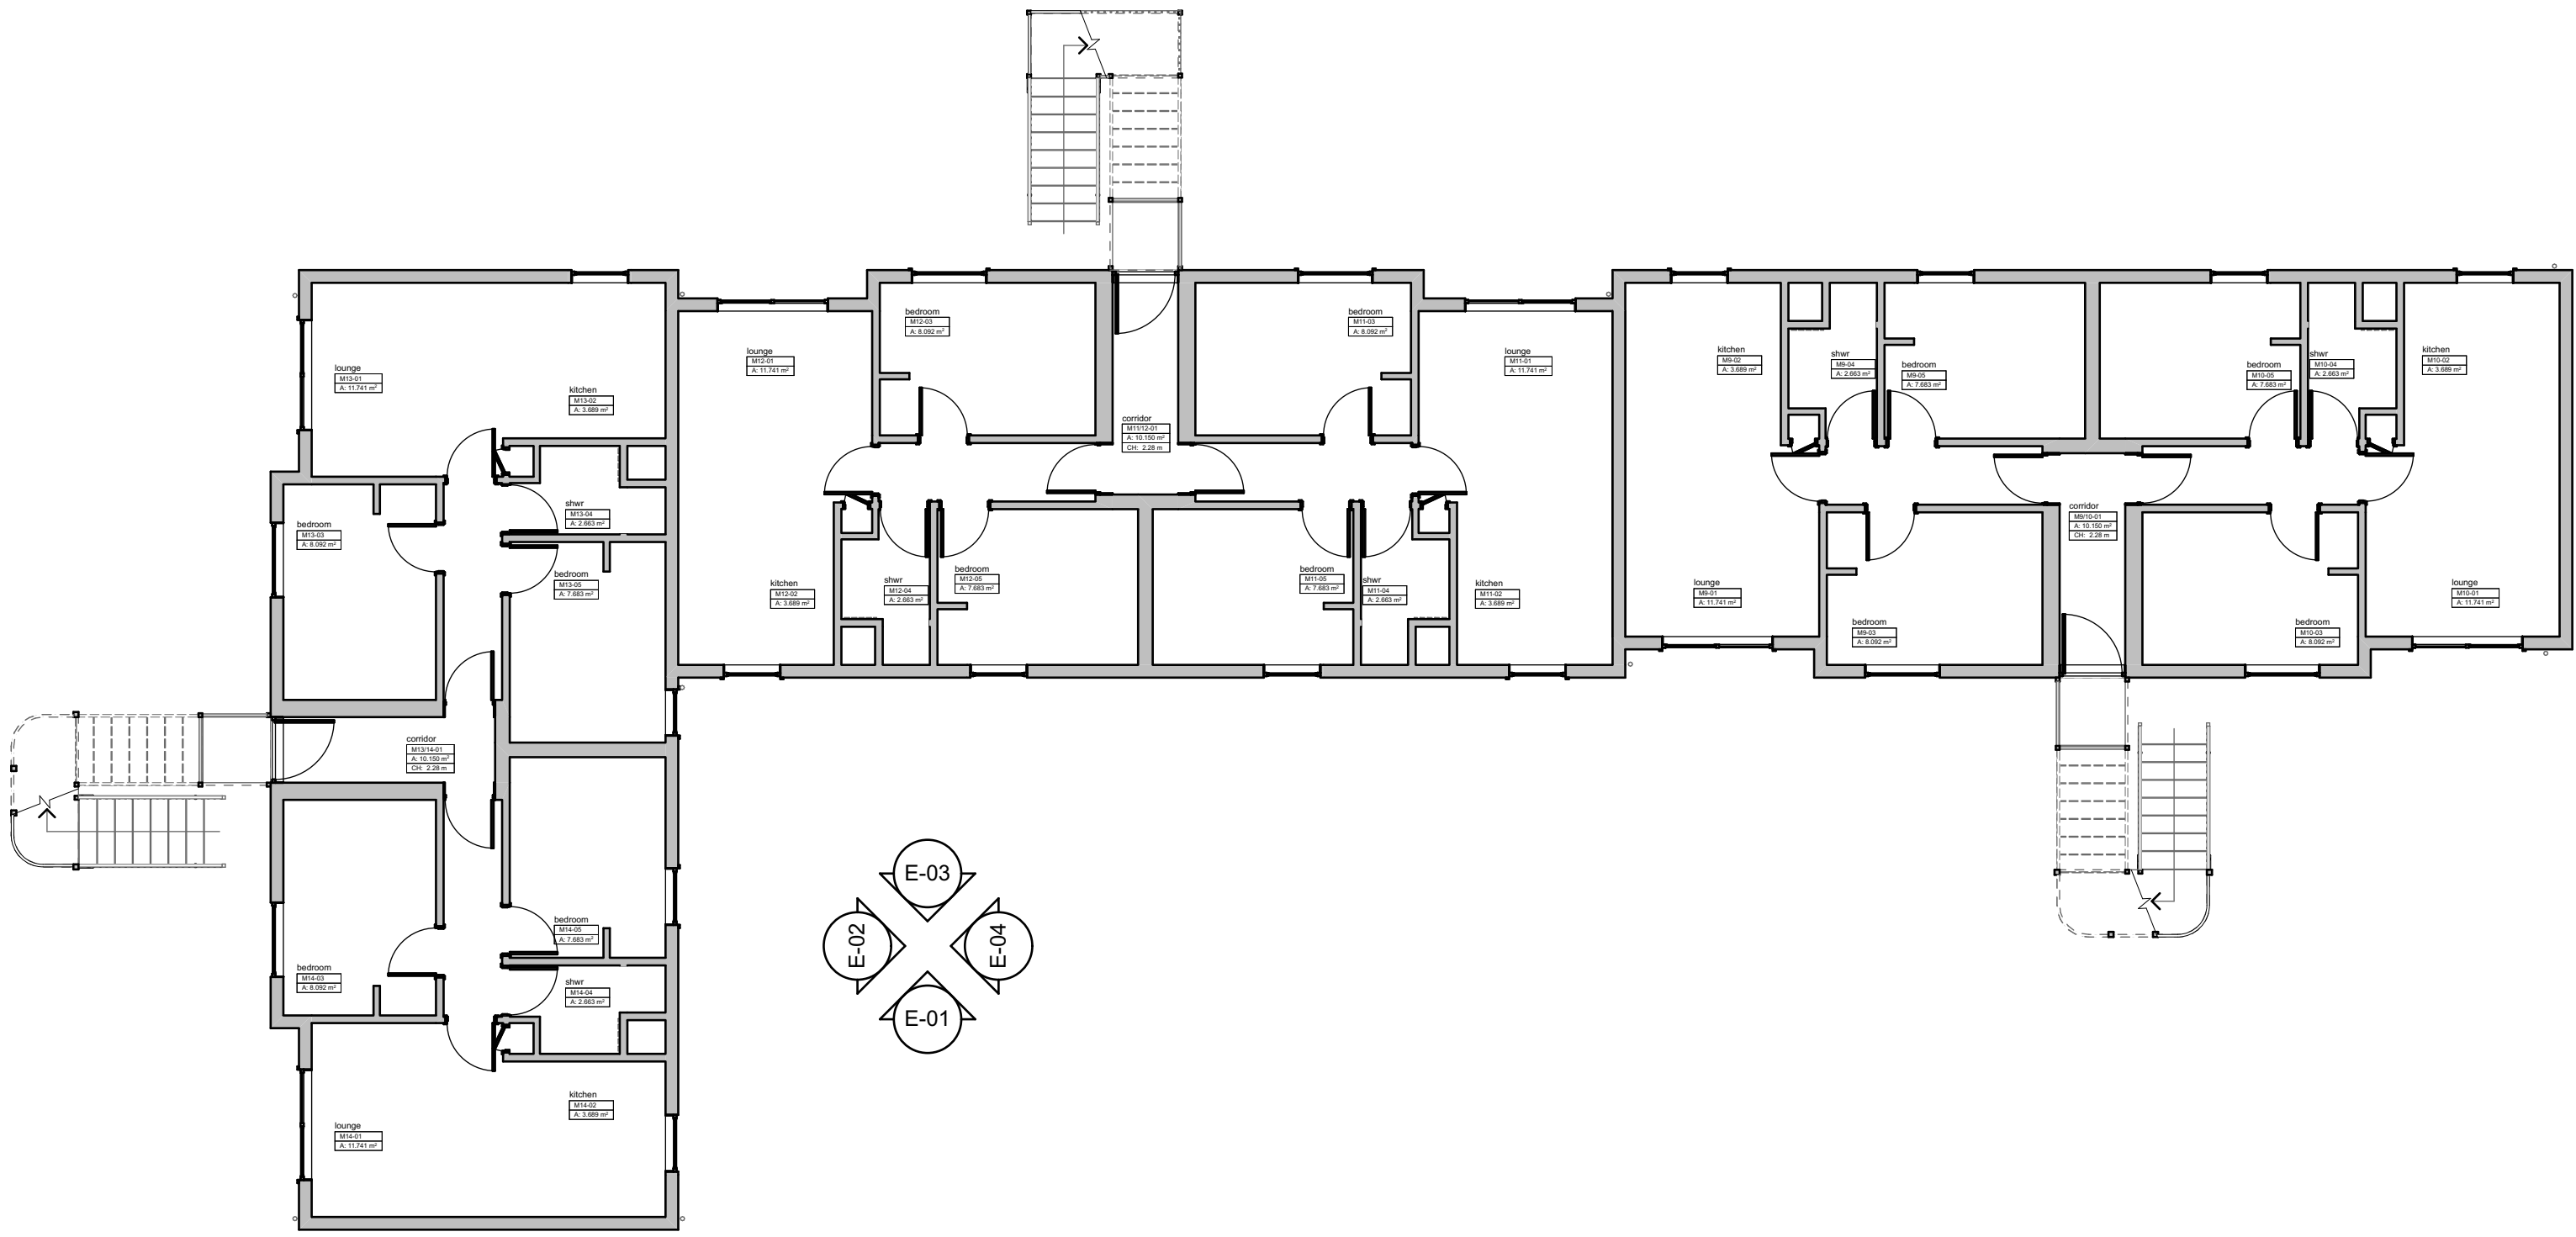 lounge
M13-01
A: 11.741 m²
kitchen
M13-02
A: 3.689 m²
bedroom
M13-03
A: 8.092 m²
shwr
M13-04
A: 2.663 m²
bedroom
M13-05
A: 7.683 m²
corridor
M13/14-01
A: 10.150 m²
CH: 2.28 m
bedroom
M14-05
A: 7.683 m²
bedroom
M14-03
A: 8.092 m²
shwr
M14-04
A: 2.663 m²
kitchen
M14-02
A: 3.689 m²
lounge
M14-01
A: 11.741 m²
lounge
M12-01
A: 11.741 m²
bedroom
M12-03
A: 8.092 m²
kitchen
M12-02
A: 3.689 m²
shwr
M12-04
A: 2.663 m²
bedroom
M12-05
A: 7.683 m²
corridor
M11/12-01
A: 10.150 m²
CH: 2.28 m
bedroom
M11-03
A: 8.092 m²
lounge
M11-01
A: 11.741 m²
bedroom
M11-05
A: 7.683 m²
shwr
M11-04
A: 2.663 m²
kitchen
M11-02
A: 3.689 m²
kitchen
M9-02
A: 3.689 m²
shwr
M9-04
A: 2.663 m²
bedroom
M9-05
A: 7.683 m²
lounge
M9-01
A: 11.741 m²
bedroom
M9-03
A: 8.092 m²
corridor
M9/10-01
A: 10.150 m²
CH: 2.28 m
bedroom
M10-05
A: 7.683 m²
shwr
M10-04
A: 2.663 m²
kitchen
M10-02
A: 3.689 m²
bedroom
M10-03
A: 8.092 m²
lounge
M10-01
A: 11.741 m²
E-03
E-02
E-04
E-01